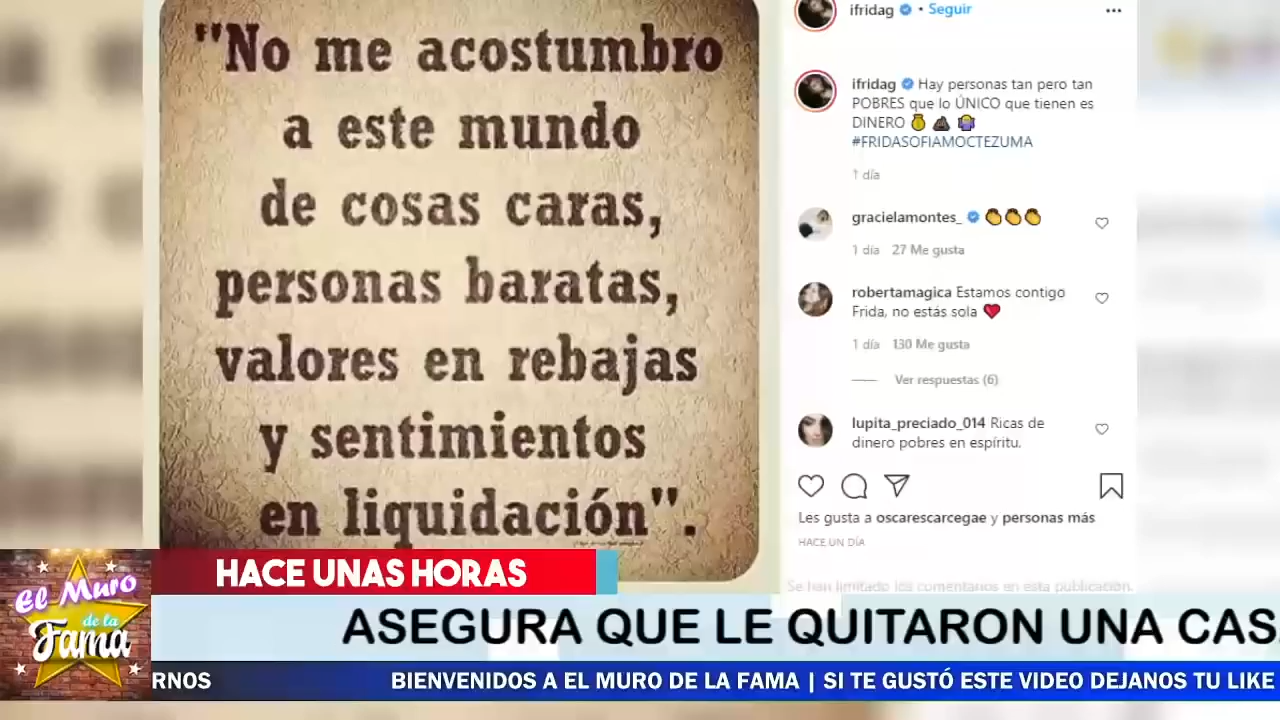 "No me acostumbro
a este mundo
de cosas caras,
personas baratas,
valores en rebajas
y sentimientos
en liquidación".
ifridag • Seguir
ifridag Hay personas tan pero tan
POBRES que lo ÚNICO que tienen es
DINERO 💰 💩 🤷‍♀️
#FRIDASOFIAMOCTEZUMA
1 día
gracielamontes_ 👏👏👏
1 día 27 Me gusta
robertamagica Estamos contigo
Frida, no estás sola ❤️
1 día 130 Me gusta
Ver respuestas (6)
lupita_preciado_014 Ricas de
dinero pobres en espíritu.
Les gusta a oscarescarcegae y personas más
HACE UN DÍA
Se han limitado los comentarios en esta publicación.
El Muro
de la
Fama
HACE UNAS HORAS
ASEGURA QUE LE QUITARON UNA CAS
RNOS BIENVENIDOS A EL MURO DE LA FAMA | SI TE GUSTÓ ESTE VIDEO DEJANOS TU LIKE